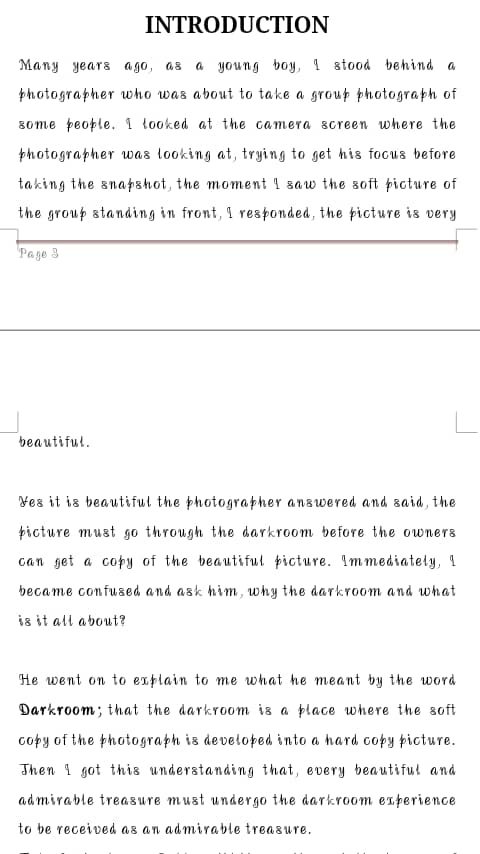 INTRODUCTION
Many years ago, as a young boy, I stood behind a
photographer who was about to take a group photograph of
some people. I looked at the camera screen where the
photographer was looking at, trying to get his focus before
taking the snapshot, the moment I saw the soft picture of
the group standing in front, I responded, the picture is very
Page 3
beautiful.
Yes it is beautiful the photographer answered and said, the
picture must go through the darkroom before the owners
can get a copy of the beautiful picture. Immediately, I
became confused and ask him, why the darkroom and what
is it all about?
He went on to explain to me what he meant by the word
Darkroom; that the darkroom is a place where the soft
copy of the photograph is developed into a hard copy picture.
Then I got this understanding that, every beautiful and
admirable treasure must undergo the darkroom experience
to be received as an admirable treasure.